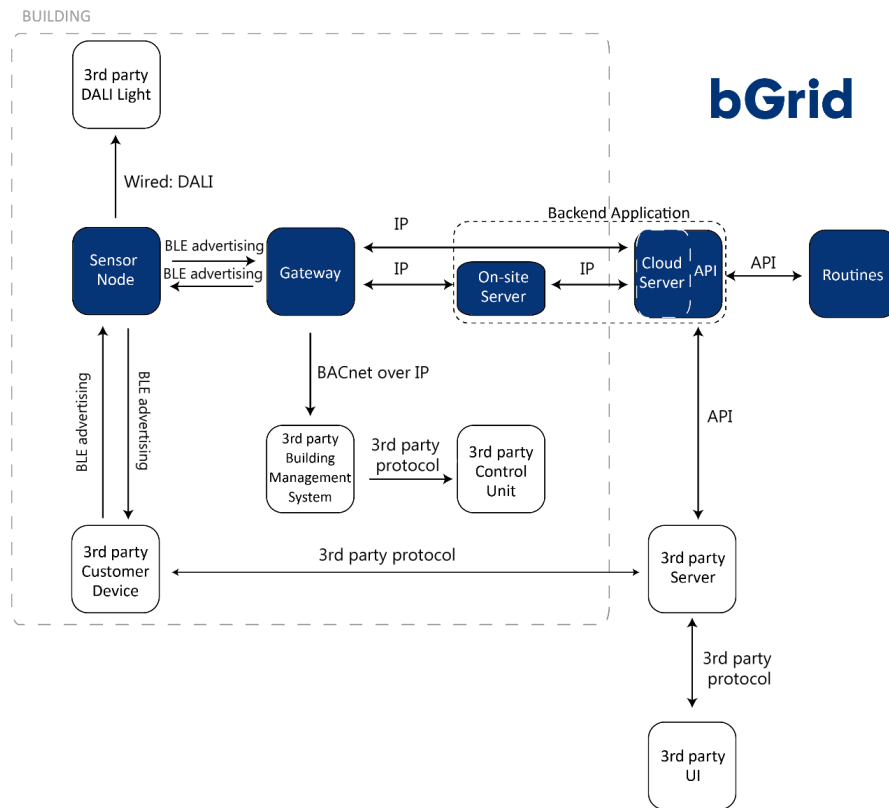 BUILDING
3rd party
DALI Light
bGrid
Wired: DALI
Backend Application
Sensor
Node
BLE advertising
BLE advertising
Gateway
IP
IP
On-site
Server
IP
Cloud
Server
API
API
Routines
BLE advertising
BLE advertising
BACnet over IP
API
3rd party
Building
Management
System
3rd party
protocol
3rd party
Control
Unit
3rd party
Customer
Device
3rd party protocol
3rd party
Server
3rd party
protocol
3rd party
UI